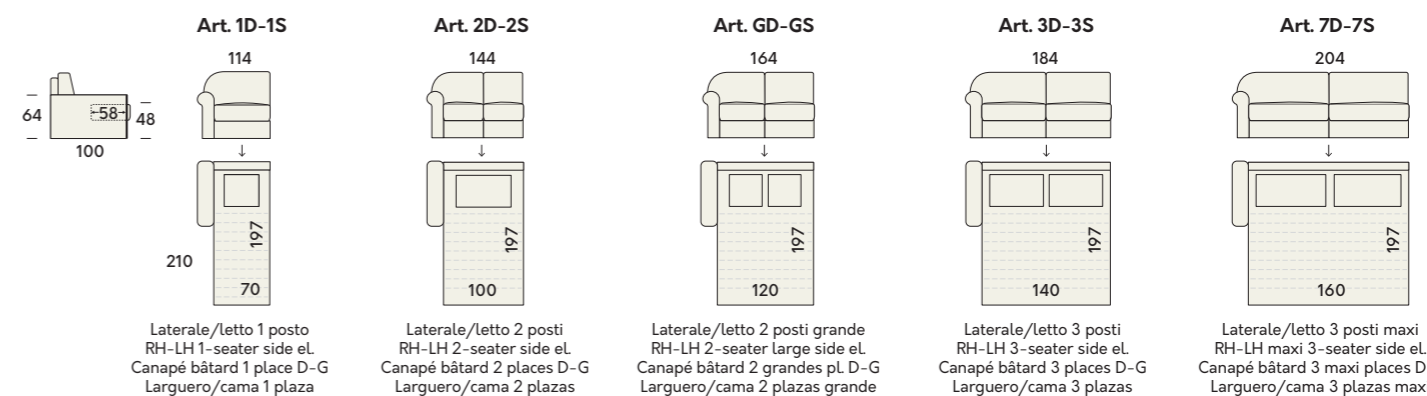 Art. 1D-1S
114
64
58
48
100
210
197
70
Laterale/letto 1 posto
RH-LH 1-seater side el.
Canapé bâtard 1 place D-G
Larguero/cama 1 plaza
Art. 2D-2S
144
197
100
Laterale/letto 2 posti
RH-LH 2-seater side el.
Canapé bâtard 2 places D-G
Larguero/cama 2 plazas
Art. GD-GS
164
197
120
Laterale/letto 2 posti grande
RH-LH 2-seater large side el.
Canapé bâtard 2 grandes pl. D-G
Larguero/cama 2 plazas grande
Art. 3D-3S
184
197
140
Laterale/letto 3 posti
RH-LH 3-seater side el.
Canapé bâtard 3 places D-G
Larguero/cama 3 plazas
Art. 7D-7S
204
197
160
Laterale/letto 3 posti maxi
RH-LH maxi 3-seater side el.
Canapé bâtard 3 maxi places D
Larguero/cama 3 plazas max